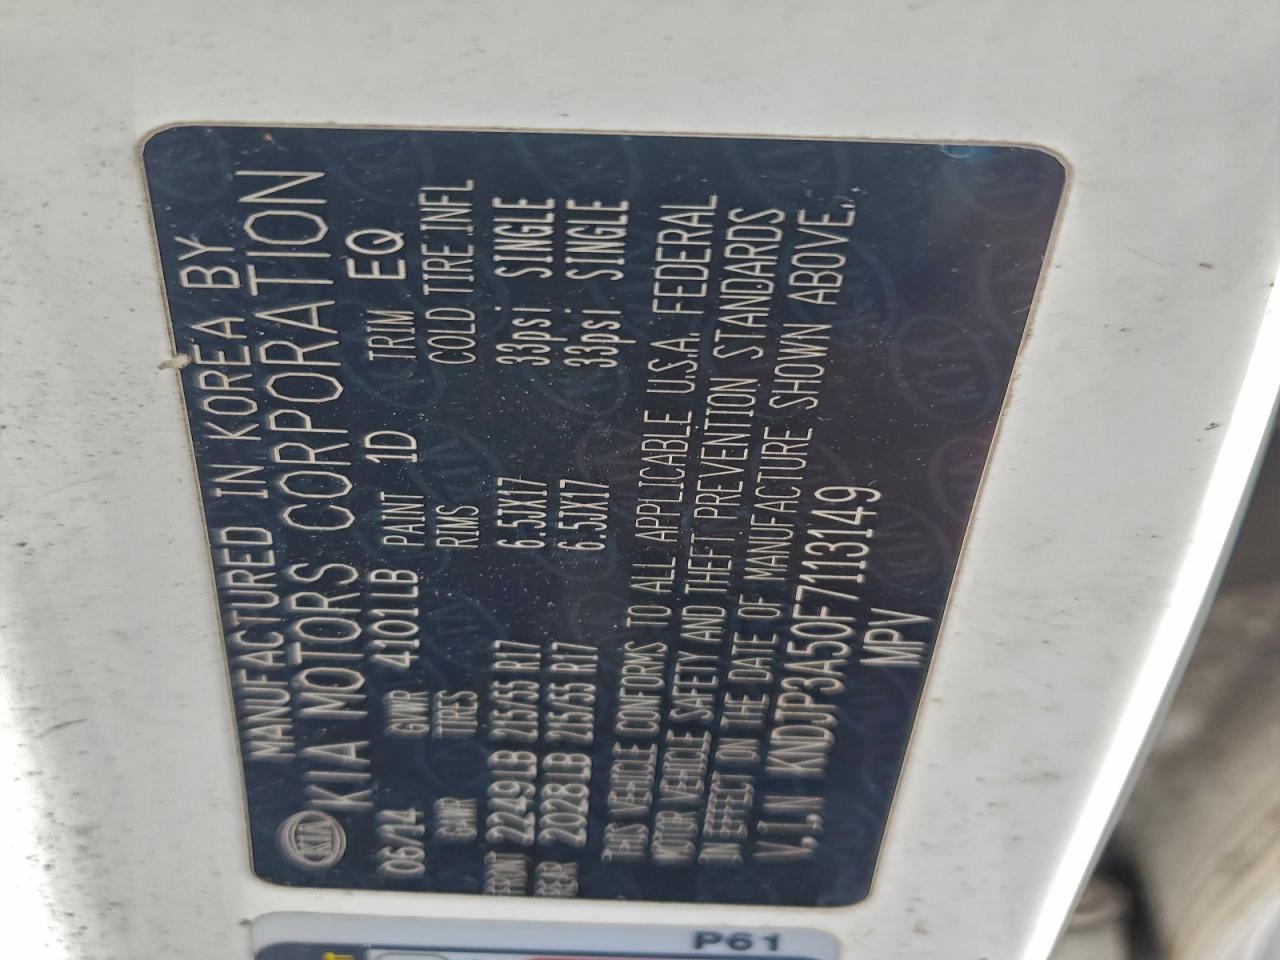 MANUFACTURED IN KOREA BY
KIA KIA MOTORS CORPORATION
06/14 GVWR 4101LB PAINT 1D TRIM EQ
GAWR TIRES RIMS COLD TIRE INFL
FRONT 2249LB 215/55 R17 6.5JX17 33psi SINGLE
REAR 2028LB 215/55 R17 6.5JX17 33psi SINGLE
THIS VEHICLE CONFORMS TO ALL APPLICABLE U.S.A. FEDERAL
MOTOR VEHICLE SAFETY AND THEFT PREVENTION STANDARDS
IN EFFECT ON THE DATE OF MANUFACTURE SHOWN ABOVE.
V.I.N KNDJP3A50F7113149
MPV
P61